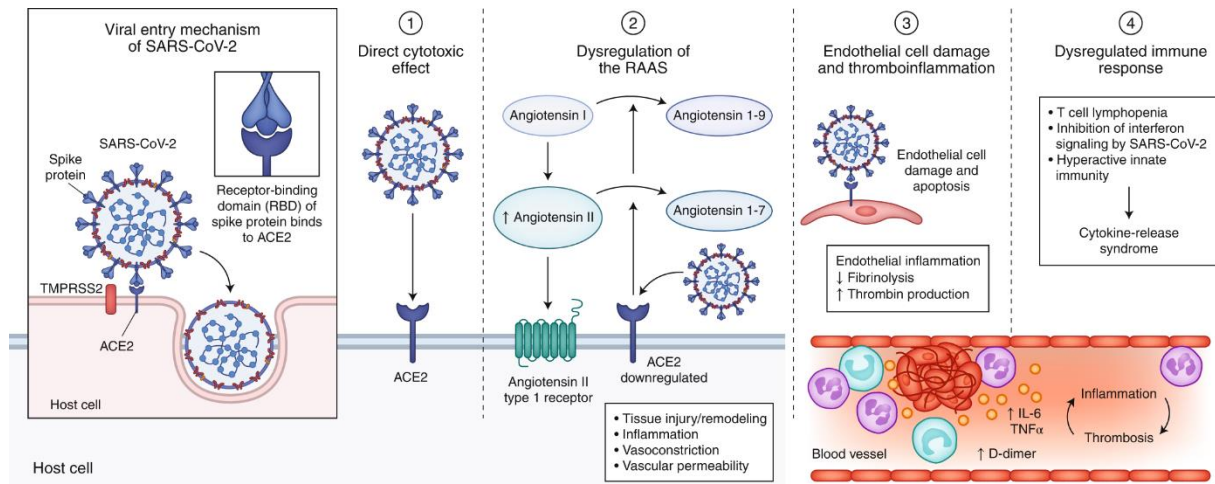 Viral entry mechanism
of SARS-CoV-2
SARS-CoV-2
Spike
protein
Receptor-binding
domain (RBD) of
spike protein binds
to ACE2
TMPRSS2
ACE2
Host cell
Host cell
1
Direct cytotoxic
effect
ACE2
2
Dysregulation of
the RAAS
Angiotensin I
Angiotensin 1-9
↑ Angiotensin II
Angiotensin 1-7
Angiotensin II
type 1 receptor
ACE2
downregulated
• Tissue injury/remodeling
• Inflammation
• Vasoconstriction
• Vascular permeability
3
Endothelial cell damage
and thromboinflammation
Endothelial cell
damage and
apoptosis
Endothelial inflammation
↓ Fibrinolysis
↑ Thrombin production
4
Dysregulated immune
response
• T cell lymphopenia
• Inhibition of interferon
signaling by SARS-CoV-2
• Hyperactive innate
immunity
Cytokine-release
syndrome
Blood vessel
↑ IL-6
TNFα
↑ D-dimer
Inflammation
Thrombosis